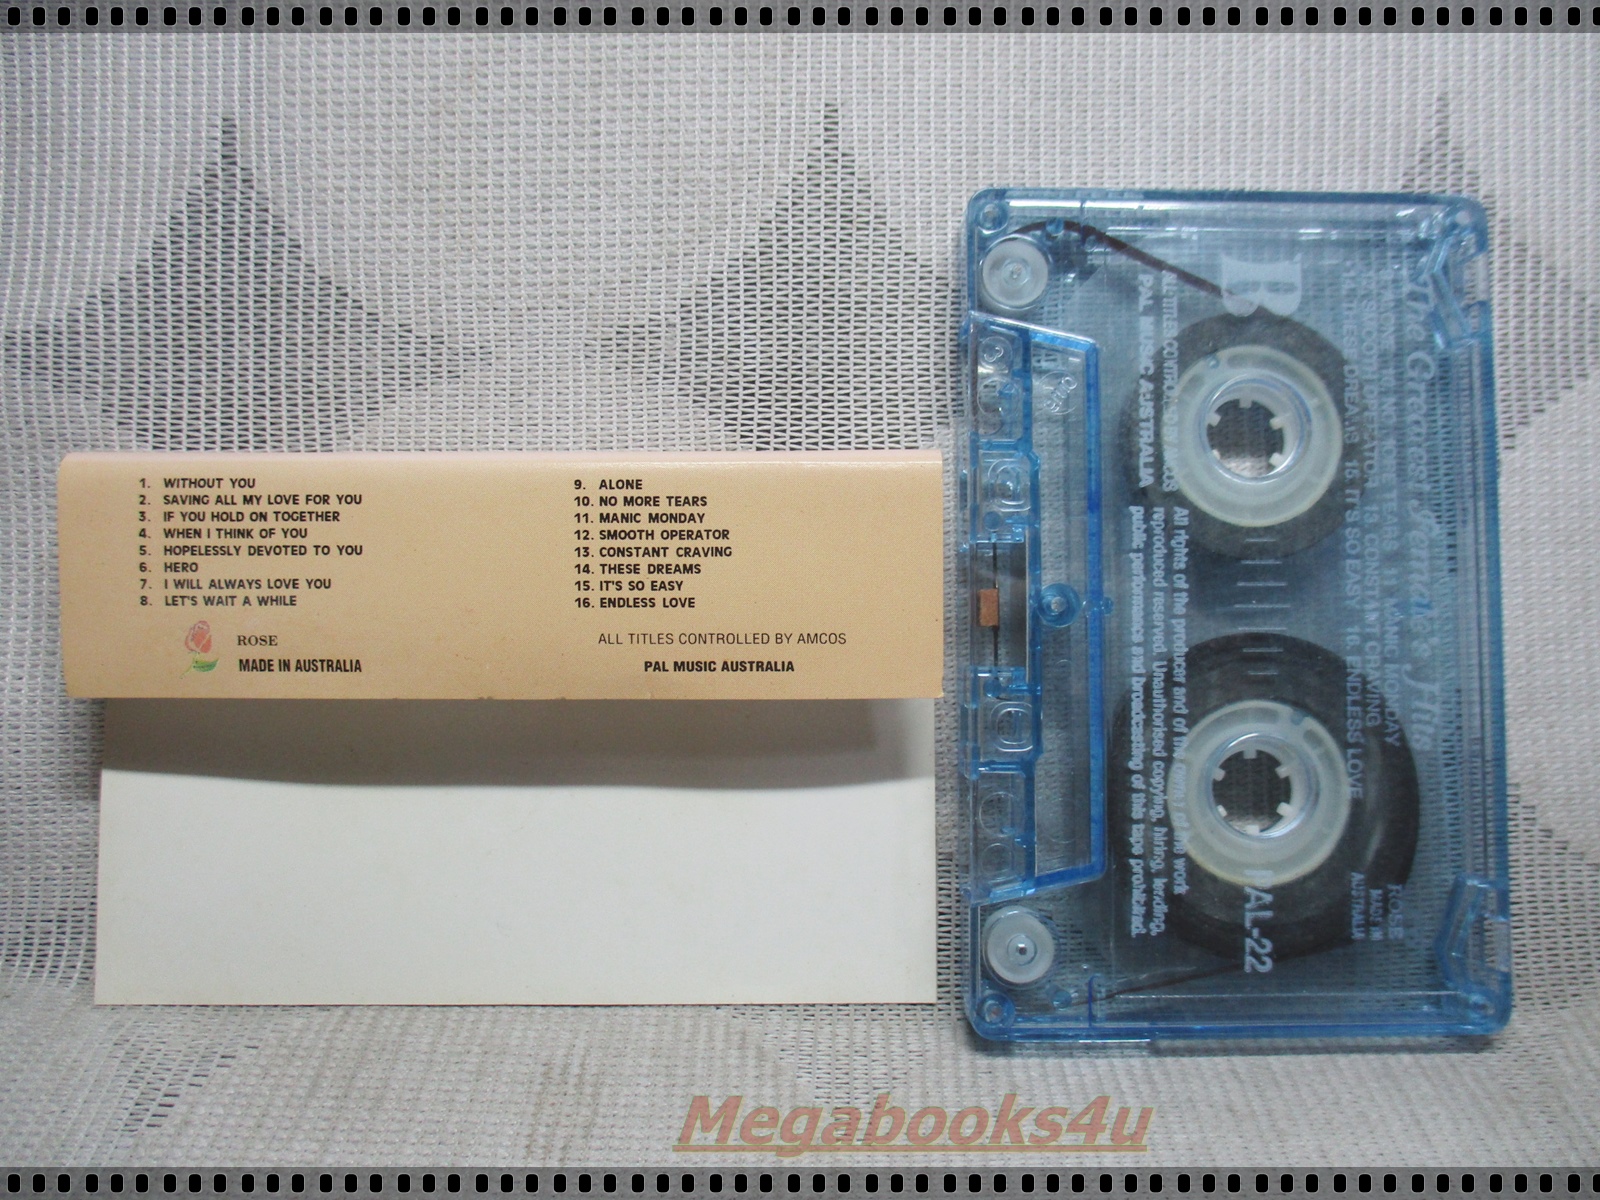 1. WITHOUT YOU
2. SAVING ALL MY LOVE FOR YOU
3. IF YOU HOLD ON TOGETHER
4. WHEN I THINK OF YOU
5. HOPELESSLY DEVOTED TO YOU
6. HERO
7. I WILL ALWAYS LOVE YOU
8. LET'S WAIT A WHILE
ROSE
MADE IN AUSTRALIA
9. ALONE
10. NO MORE TEARS
11. MANIC MONDAY
12. SMOOTH OPERATOR
13. CONSTANT CRAVING
14. THESE DREAMS
15. IT'S SO EASY
16. ENDLESS LOVE
ALL TITLES CONTROLLED BY AMCOS
PAL MUSIC AUSTRALIA
The Greatest Female Hits
B
11. MANIC MONDAY
15. IT'S SO EASY 16. ENDLESS LOVE
ROSE
MADE IN
AUSTRALIA
PAL-22
PAL MUSIC AUSTRALIA
All rights of the producer and of the owner of the work
reproduced reserved. Unauthorised copying, hiring, lending,
public performance and broadcasting of this tape prohibited.
Megabooks4u